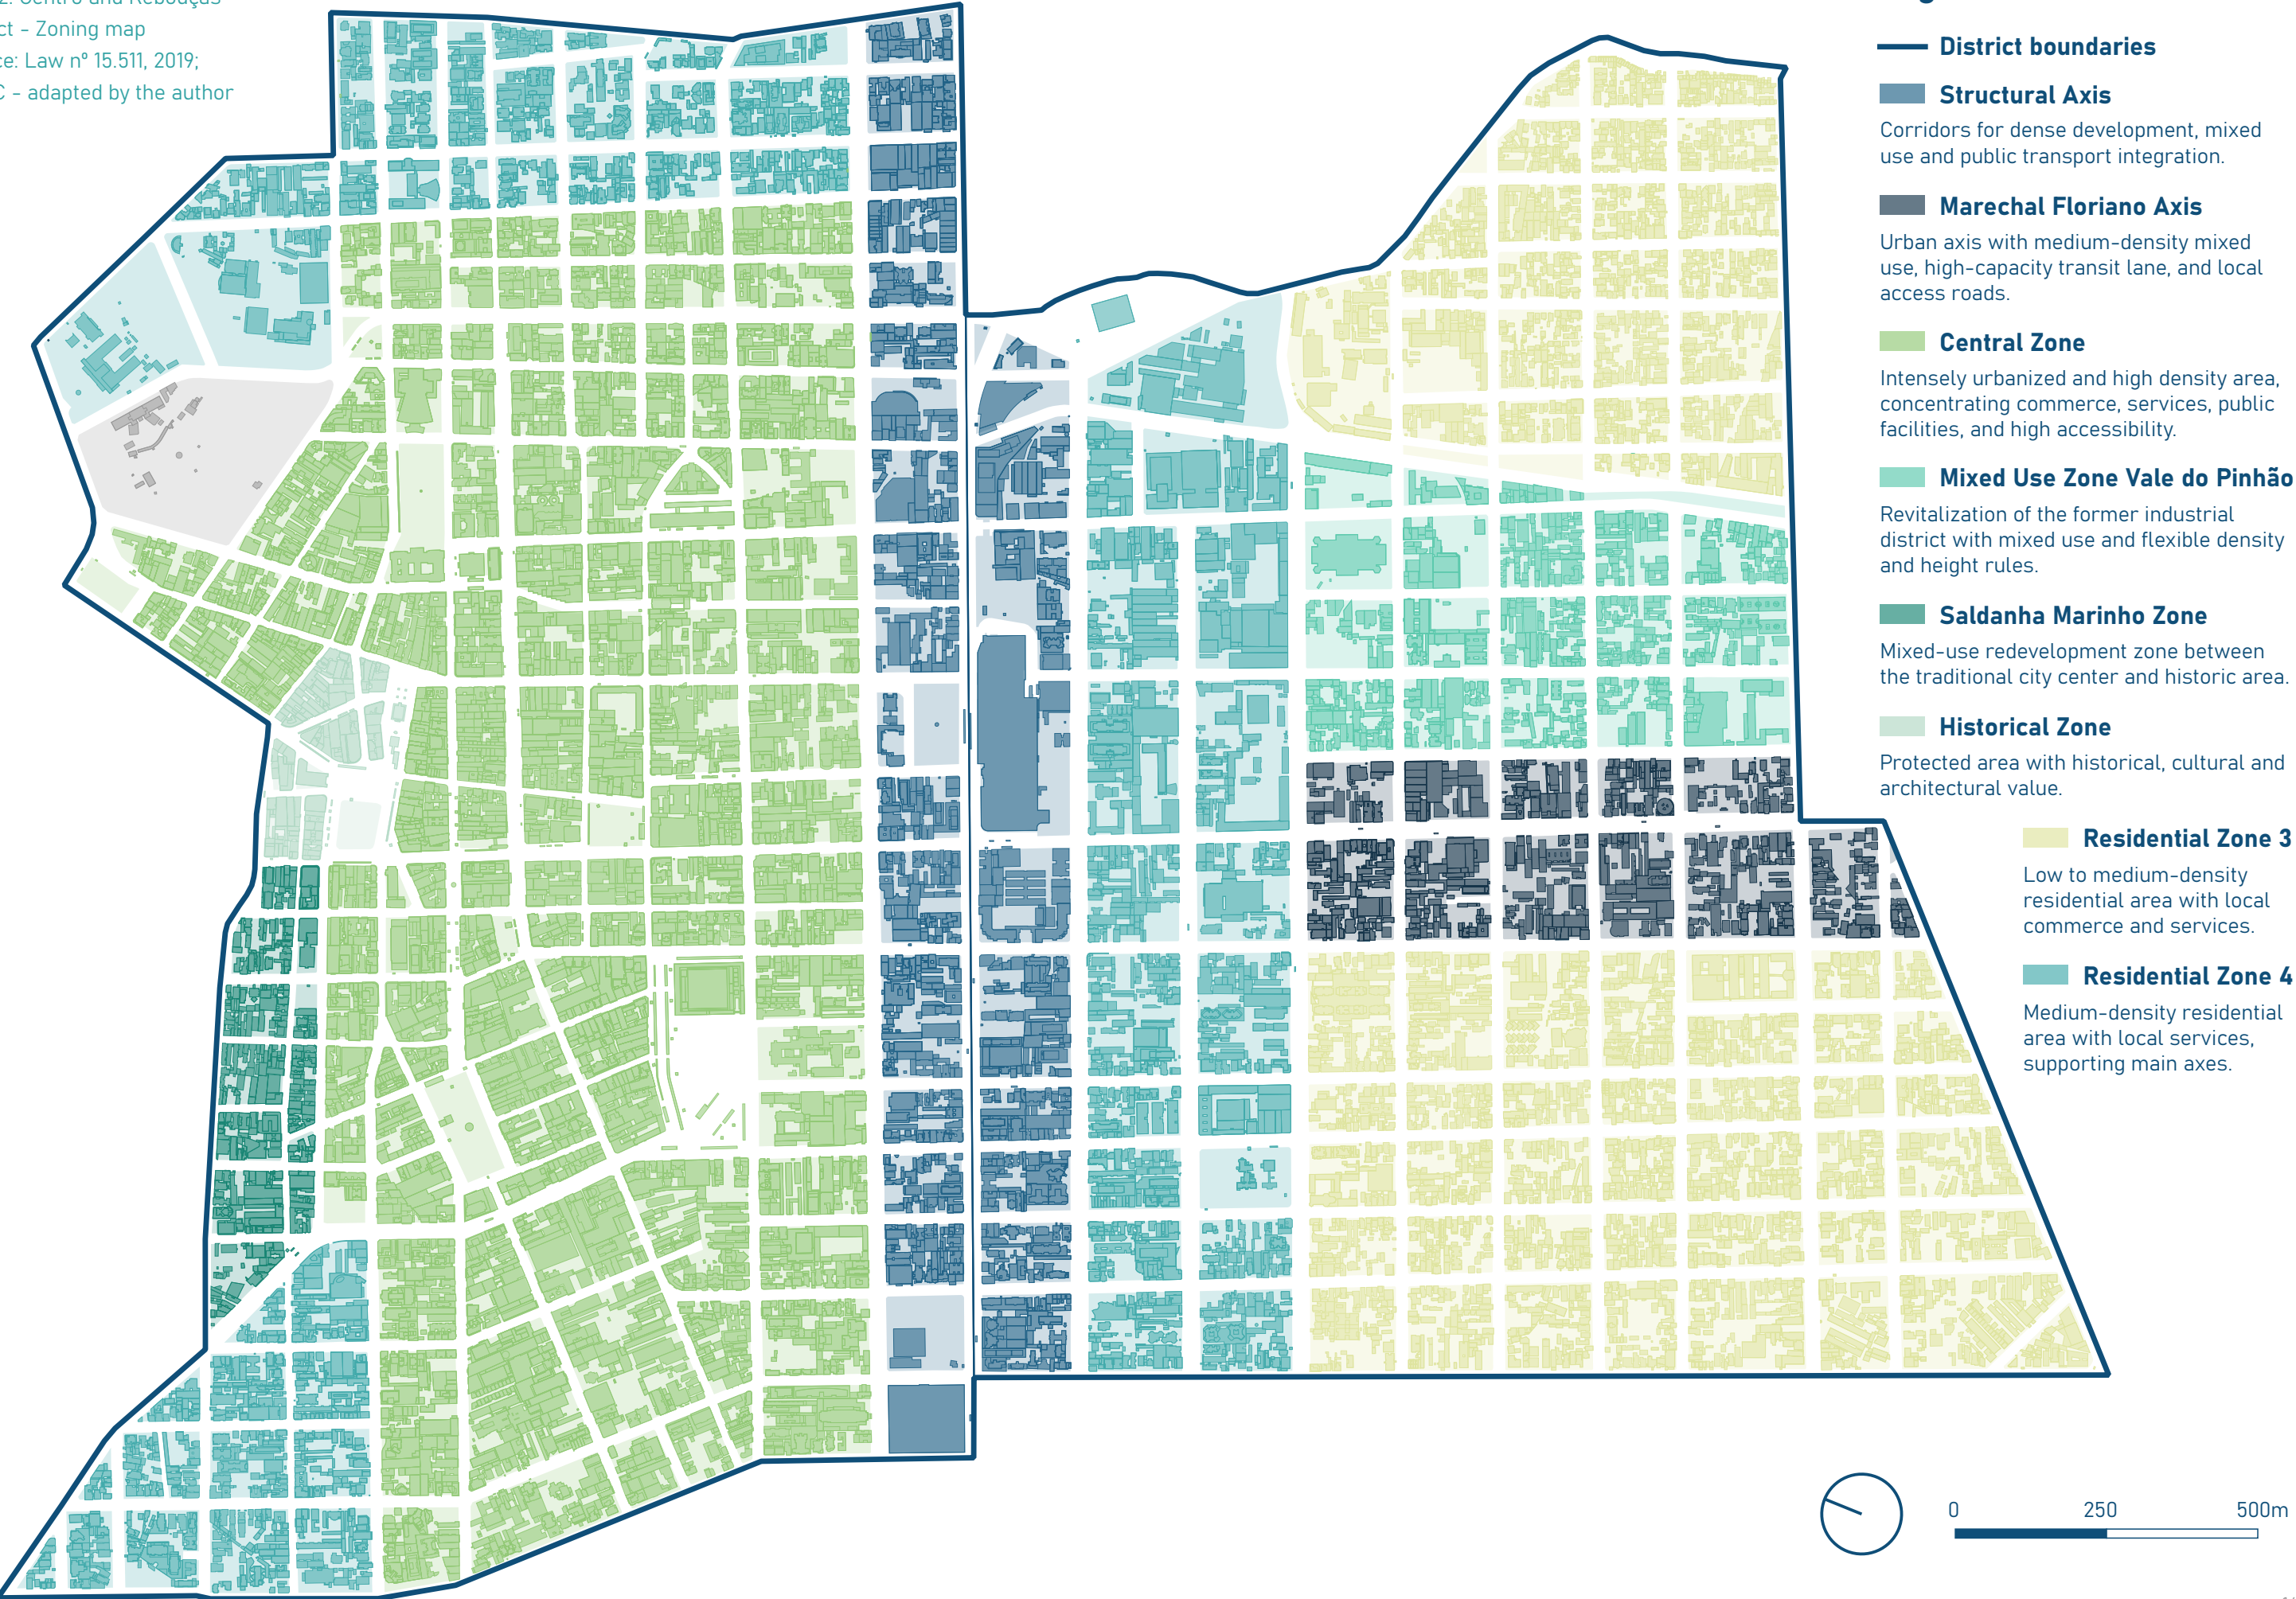 2: Centro and Rebouças
ct - Zoning map
ce: Law nº 15.511, 2019;
C - adapted by the author
District boundaries
Structural Axis
Corridors for dense development, mixed
use and public transport integration.
Marechal Floriano Axis
Urban axis with medium-density mixed
use, high-capacity transit lane, and local
access roads.
Central Zone
Intensely urbanized and high density area,
concentrating commerce, services, public
facilities, and high accessibility.
Mixed Use Zone Vale do Pinhão
Revitalization of the former industrial
district with mixed use and flexible density
and height rules.
Saldanha Marinho Zone
Mixed-use redevelopment zone between
the traditional city center and historic area.
Historical Zone
Protected area with historical, cultural and
architectural value.
Residential Zone 3
Low to medium-density
residential area with local
commerce and services.
Residential Zone 4
Medium-density residential
area with local services,
supporting main axes.
0 250 500m